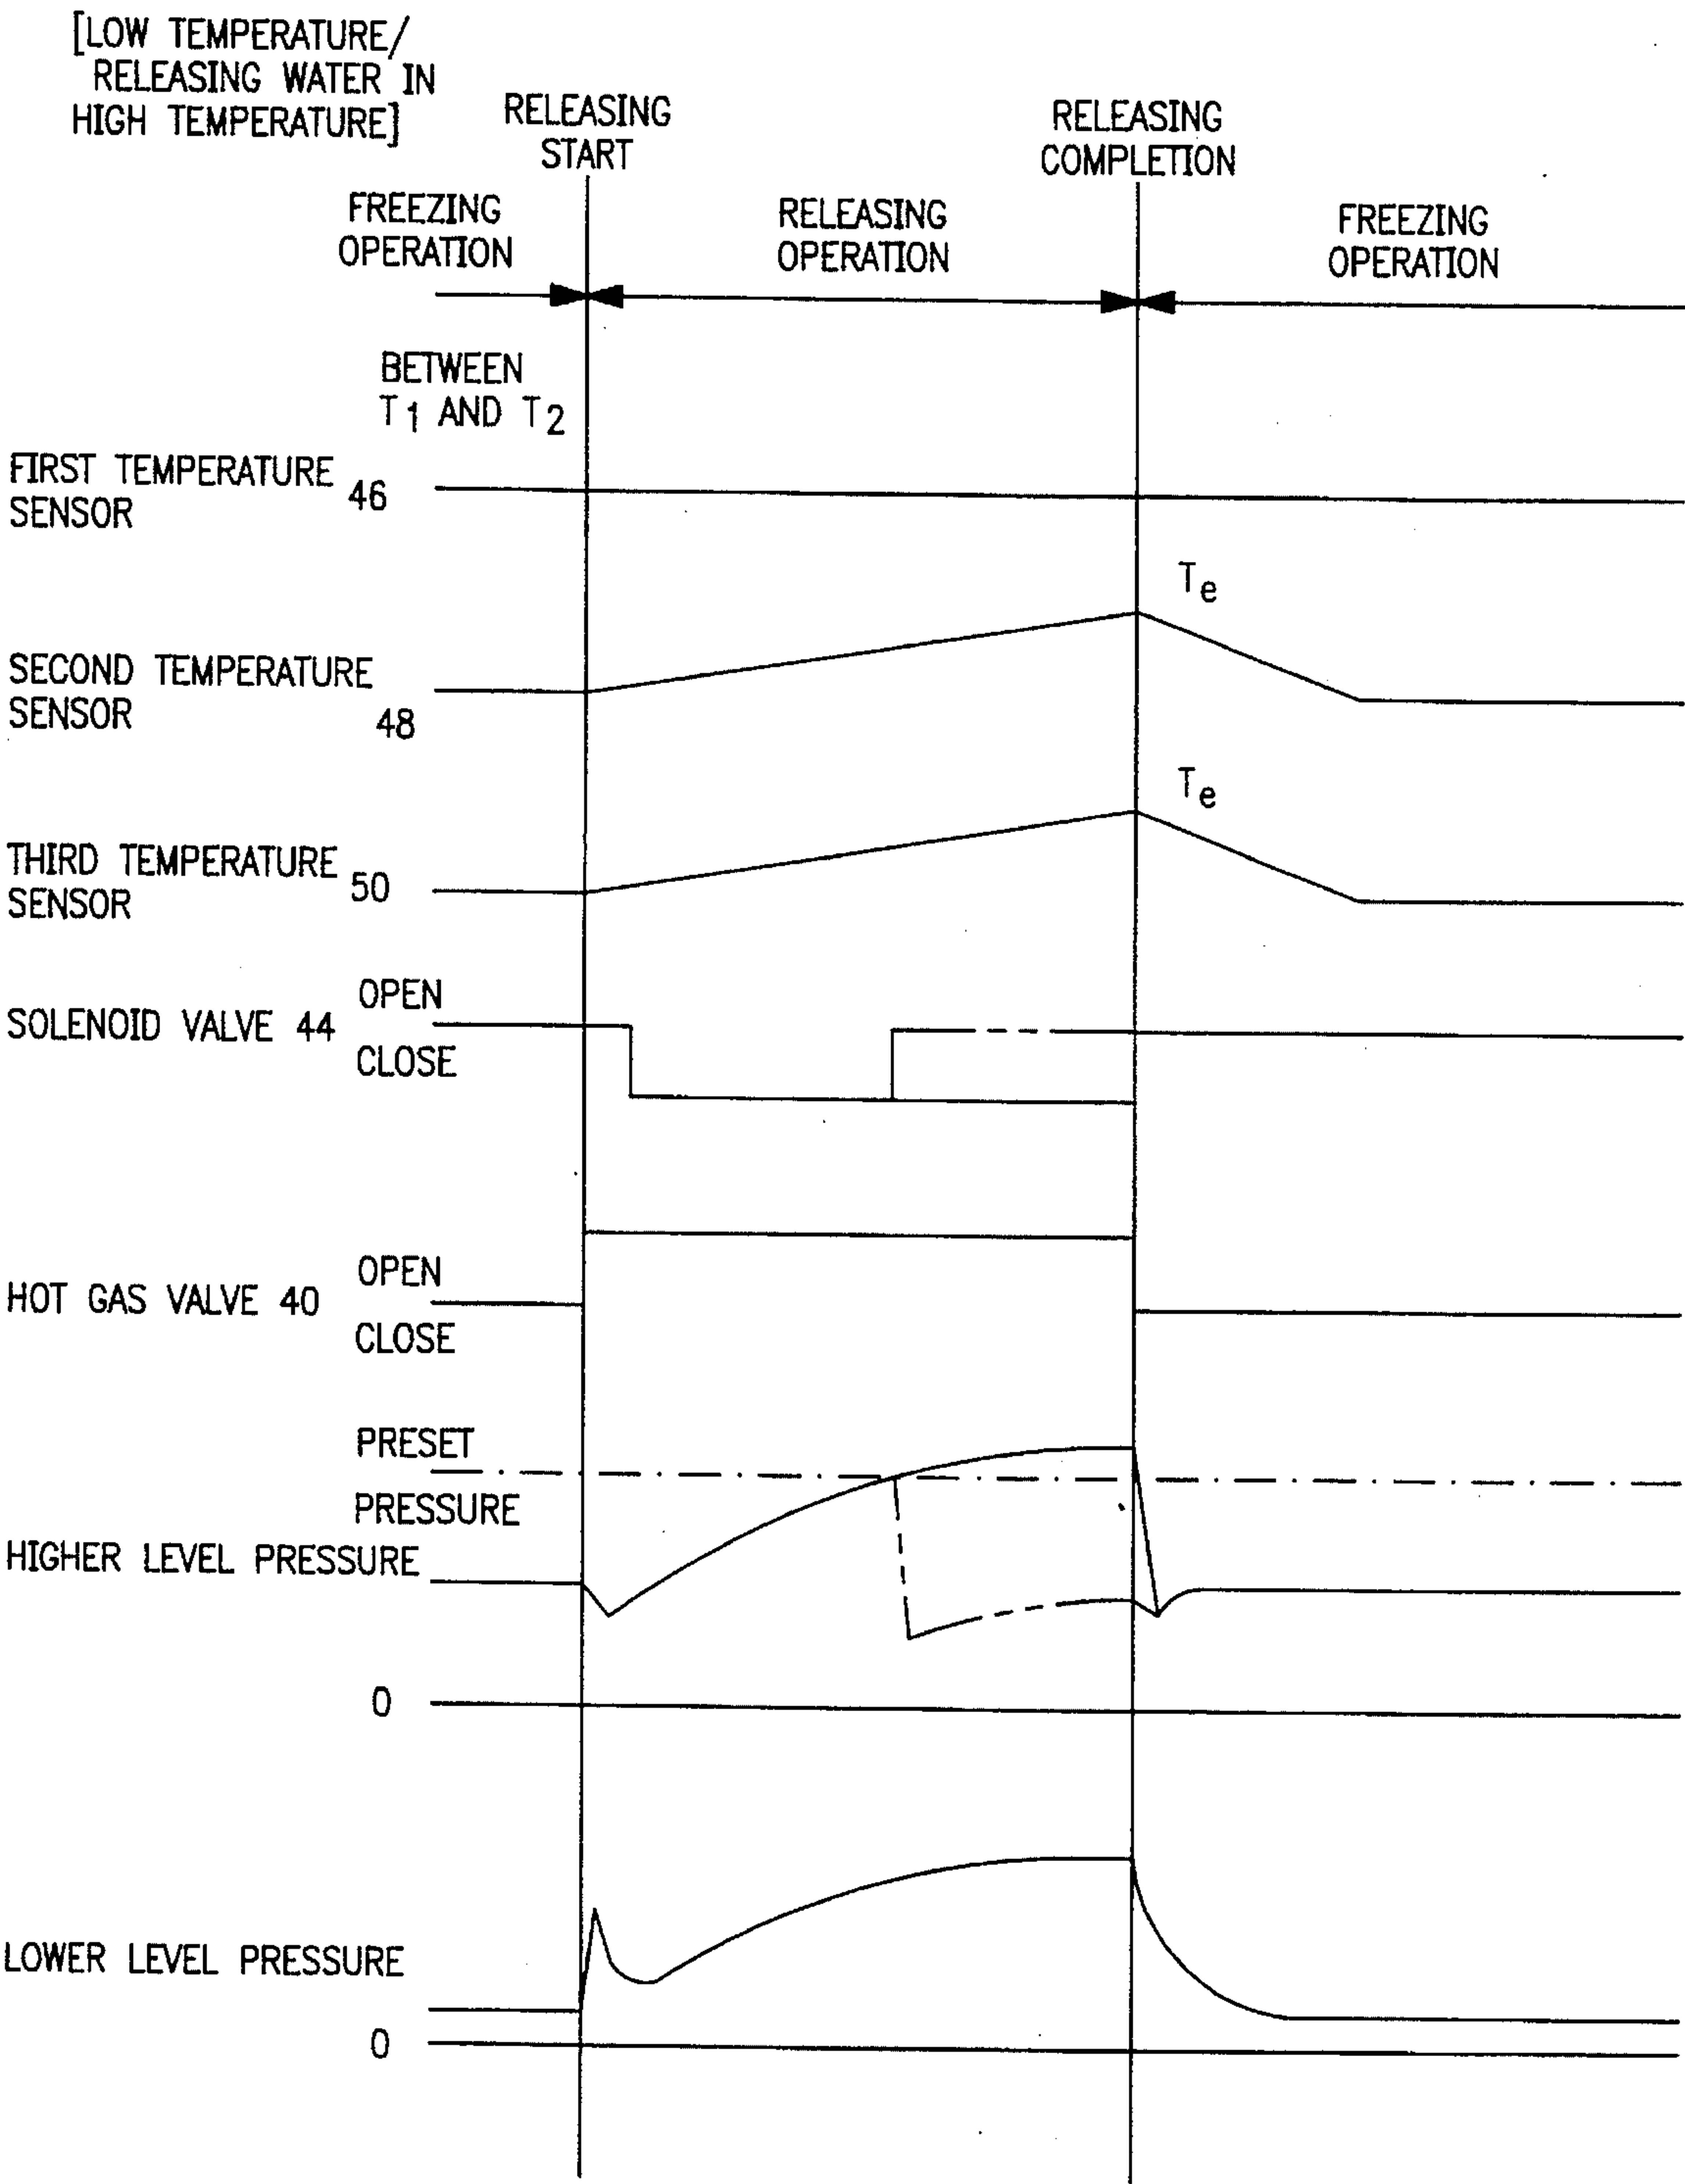 [LOW TEMPERATURE/
RELEASING WATER IN
HIGH TEMPERATURE]
RELEASING
START
RELEASING
COMPLETION
FREEZING
OPERATION
RELEASING
OPERATION
FREEZING
OPERATION
BETWEEN
T1 AND T2
FIRST TEMPERATURE
SENSOR
46
Te
SECOND TEMPERATURE
SENSOR
48
Te
THIRD TEMPERATURE
SENSOR
50
OPEN
SOLENOID VALVE 44
CLOSE
OPEN
HOT GAS VALVE 40
CLOSE
PRESET
PRESSURE
HIGHER LEVEL PRESSURE
0
LOWER LEVEL PRESSURE
0